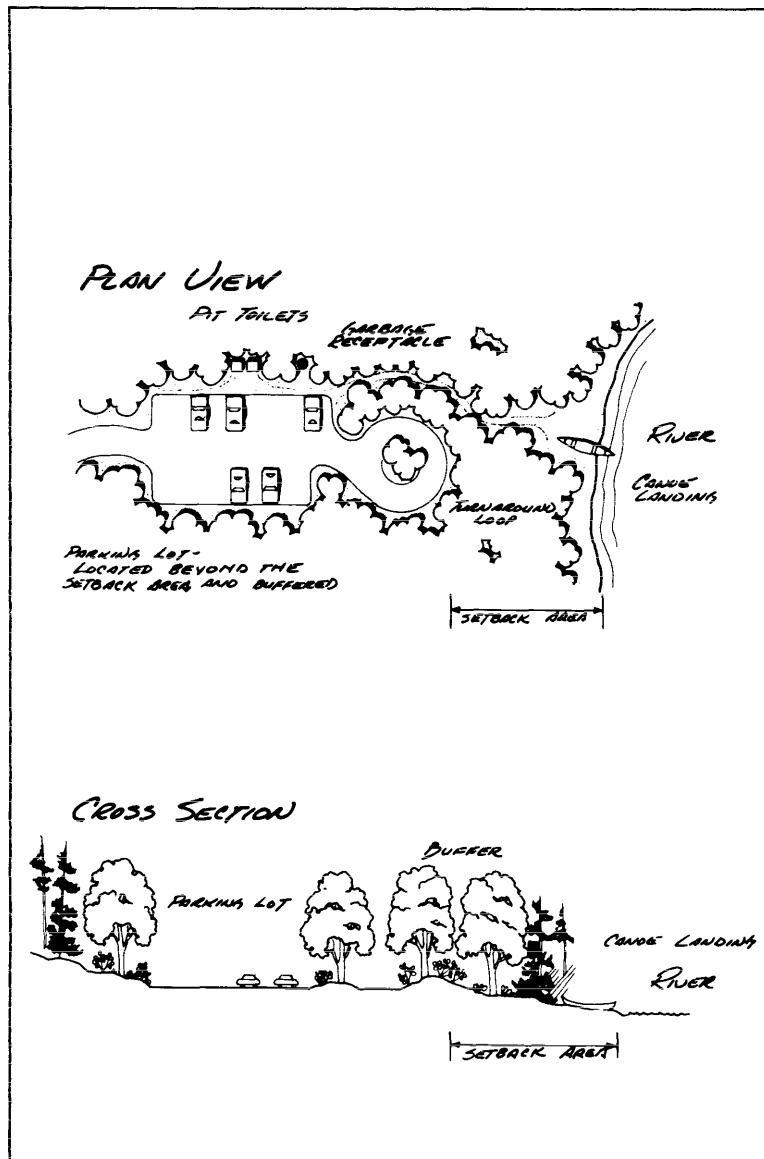 PLAN VIEW
PIT TOILETS
GARBAGE
RECEPTACLE
RIVER
CANOE
LANDING
TURNAROUND
LOOP
PARKING LOT-
LOCATED BEYOND THE
SETBACK AREA AND BUFFERED
SETBACK AREA
CROSS SECTION
BUFFER
PARKING LOT
CANOE LANDING
RIVER
SETBACK AREA